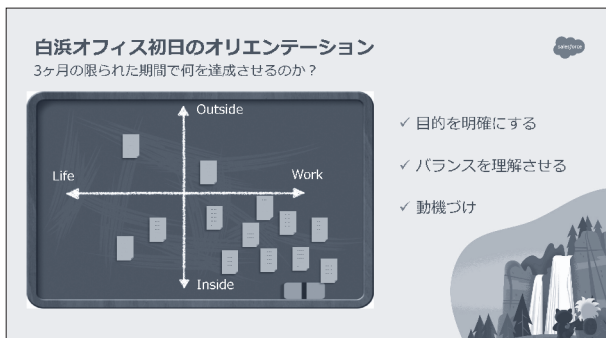 白浜オフィス初日のオリエンテーション
3ヶ月の限られた期間で何を達成させるのか？
salesforce
Outside
Life
Work
Inside
✓ 目的を明確にする
✓ バランスを理解させる
✓ 動機づけ